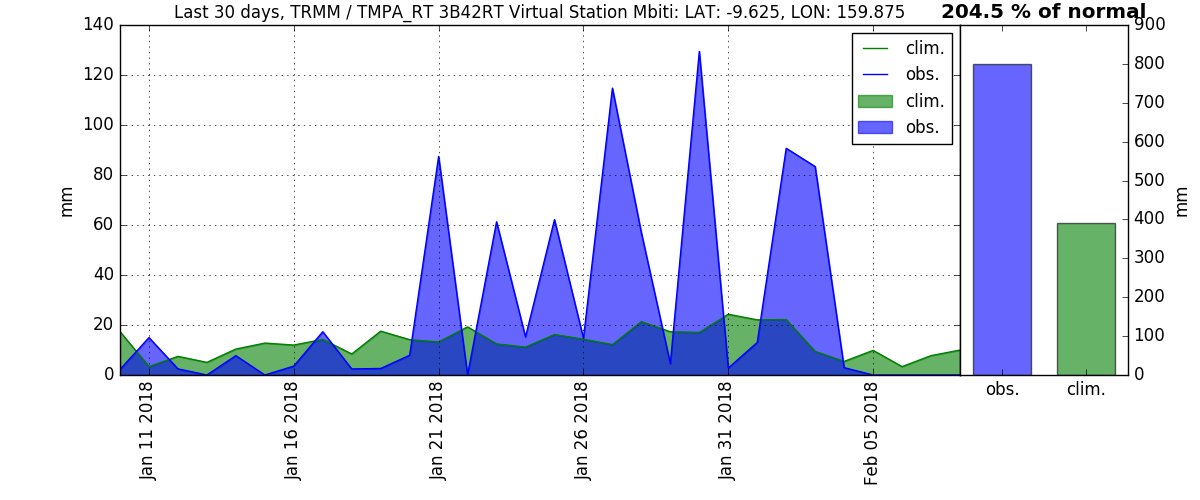 Last 30 days, TRMM / TMPA_RT 3B42RT Virtual Station Mbiti: LAT: -9.625, LON: 159.875
204.5 % of normal
140
120
100
80
60
40
20
0
mm
clim.
obs.
clim.
obs.
Jan 11 2018
Jan 16 2018
Jan 21 2018
Jan 26 2018
Jan 31 2018
Feb 05 2018
900
800
700
600
500
400
300
200
100
0
mm
obs.
clim.